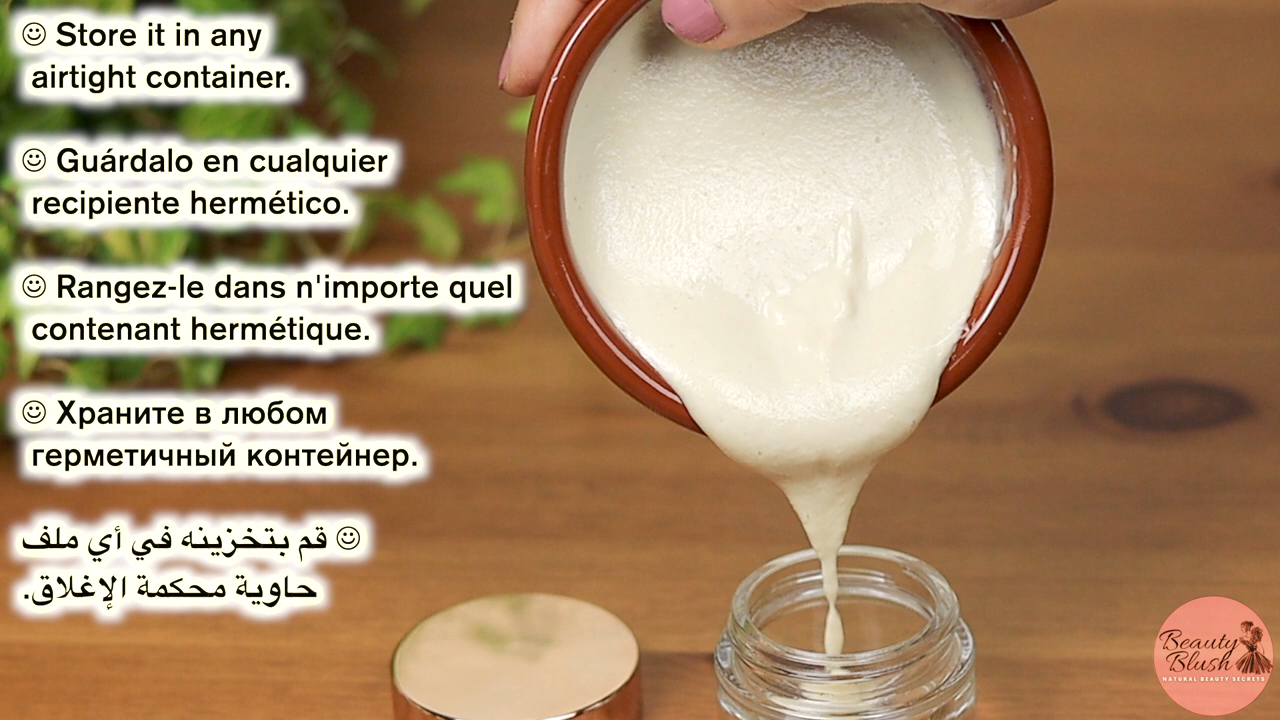 ☺ Store it in any
airtight container.
☺ Guárdalo en cualquier
recipiente hermético.
☺ Rangez-le dans n'importe quel
contenant hermétique.
☺ Храните в любом
герметичный контейнер.
☺ قم بتخزينه في أي ملف
حاوية محكمة الإغلاق.
Beauty
Blush
NATURAL BEAUTY SECRETS